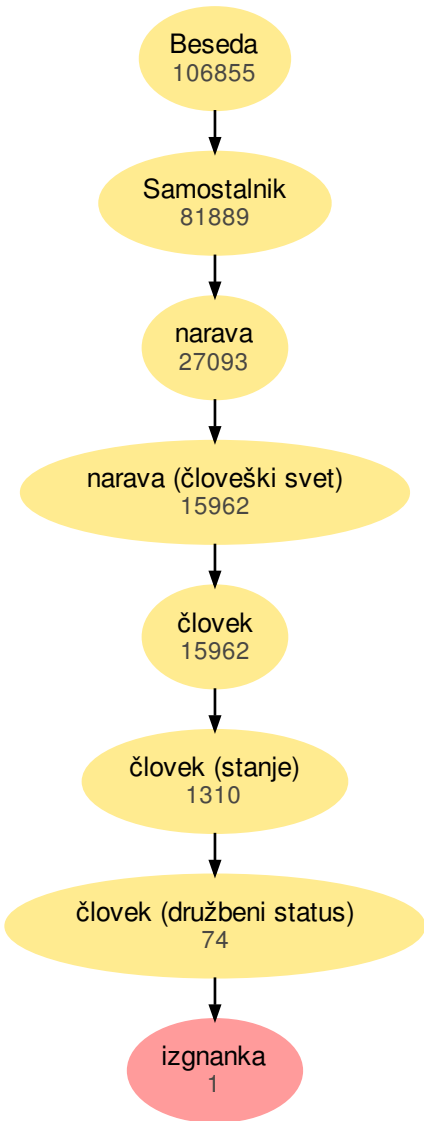 Beseda
106855
Samostalnik
81889
narava
27093
narava (človeški svet)
15962
človek
15962
človek (stanje)
1310
človek (družbeni status)
74
izgnanka
1